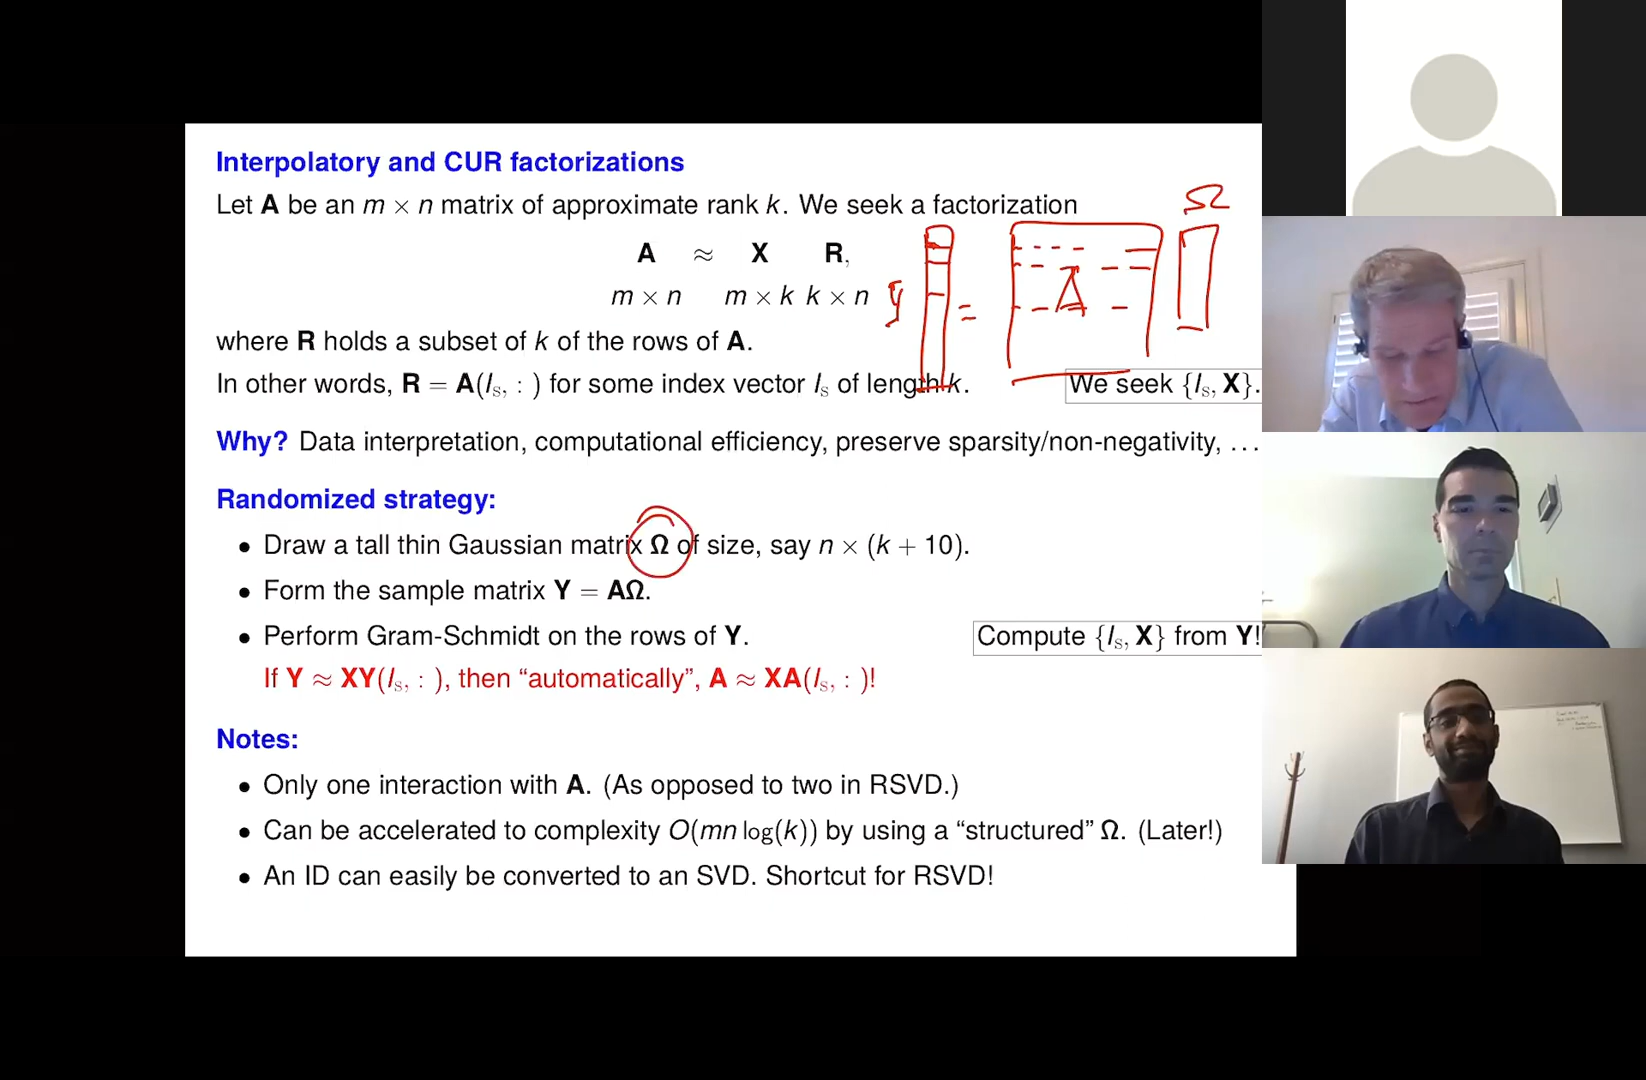 Interpolatory and CUR factorizations
Let A be an m × n matrix of approximate rank k. We seek a factorization
A ≈ X R,
m × n m × k k × n
where R holds a subset of k of the rows of A.
In other words, R = A(Iₛ, : ) for some index vector Iₛ of length k.
We seek {Iₛ, X}.
Ω
Y = A
Why? Data interpretation, computational efficiency, preserve sparsity/non-negativity, ...
Randomized strategy:
• Draw a tall thin Gaussian matrix Ω of size, say n × (k + 10).
• Form the sample matrix Y = AΩ.
• Perform Gram-Schmidt on the rows of Y.
Compute {Iₛ, X} from Y!
If Y ≈ XY(Iₛ, : ), then “automatically”, A ≈ XA(Iₛ, : )!
Notes:
• Only one interaction with A. (As opposed to two in RSVD.)
• Can be accelerated to complexity O(mn log(k)) by using a “structured” Ω. (Later!)
• An ID can easily be converted to an SVD. Shortcut for RSVD!